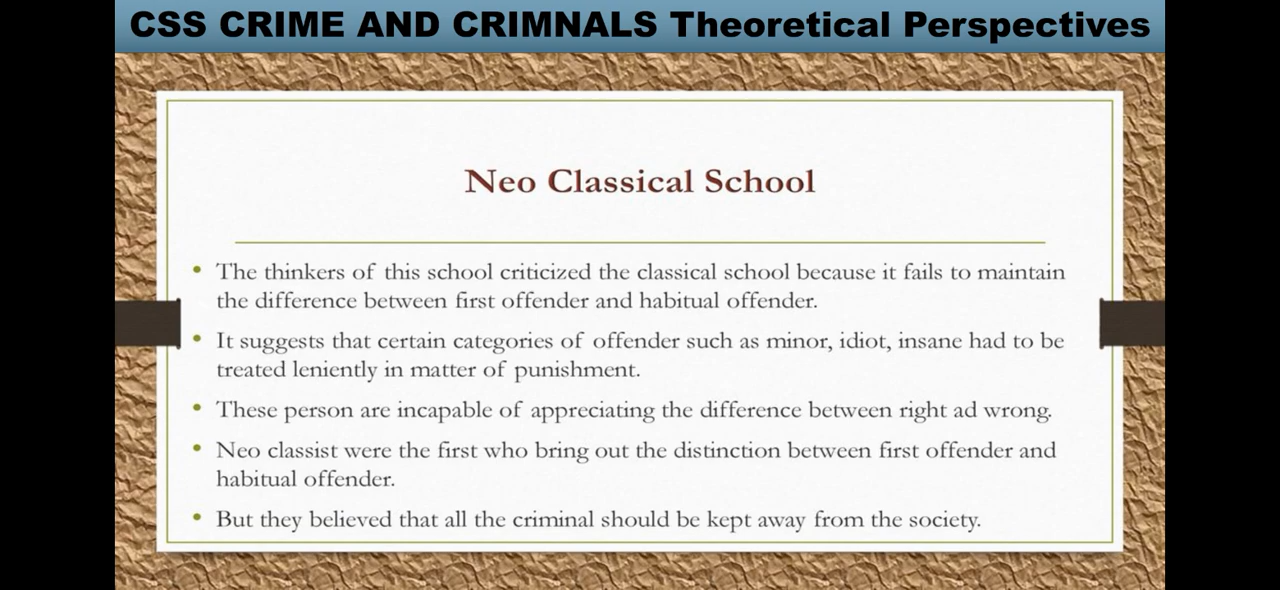 CSS CRIME AND CRIMNALS Theoretical Perspectives
Neo Classical School
• The thinkers of this school criticized the classical school because it fails to maintain
the difference between first offender and habitual offender.
• It suggests that certain categories of offender such as minor, idiot, insane had to be
treated leniently in matter of punishment.
• These person are incapable of appreciating the difference between right ad wrong.
• Neo classist were the first who bring out the distinction between first offender and
habitual offender.
• But they believed that all the criminal should be kept away from the society.